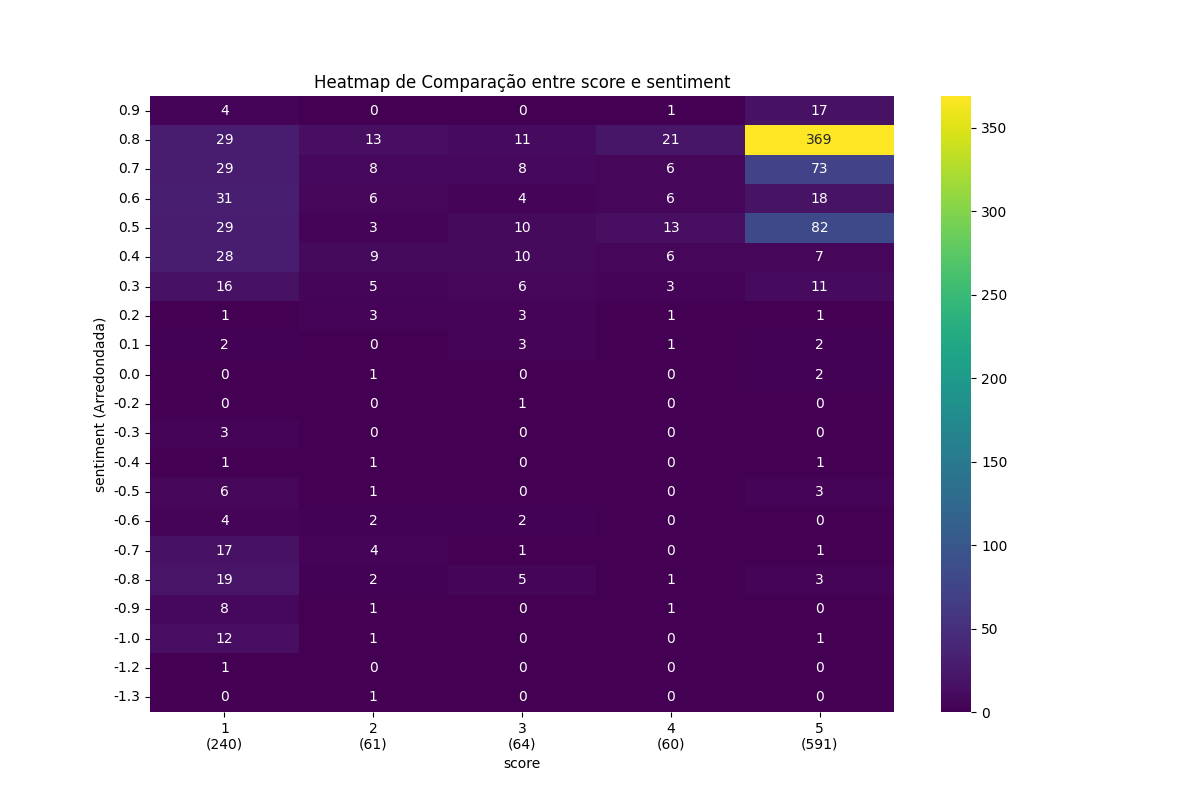 Heatmap de Comparação entre score e sentiment
sentiment (Arredondada)
0.9 4 0 0 1 17
0.8 29 13 11 21 369
0.7 29 8 8 6 73
0.6 31 6 4 6 18
0.5 29 3 10 13 82
0.4 28 9 10 6 7
0.3 16 5 6 3 11
0.2 1 3 3 1 1
0.1 2 0 3 1 2
0.0 0 1 0 0 2
-0.2 0 0 1 0 0
-0.3 3 0 0 0 0
-0.4 1 1 0 0 1
-0.5 6 1 0 0 3
-0.6 4 2 2 0 0
-0.7 17 4 1 0 1
-0.8 19 2 5 1 3
-0.9 8 1 0 1 0
-1.0 12 1 0 0 1
-1.2 1 0 0 0 0
-1.3 0 1 0 0 0
1 2 3 4 5
(240) (61) (64) (60) (591)
score
350
300
250
200
150
100
50
0